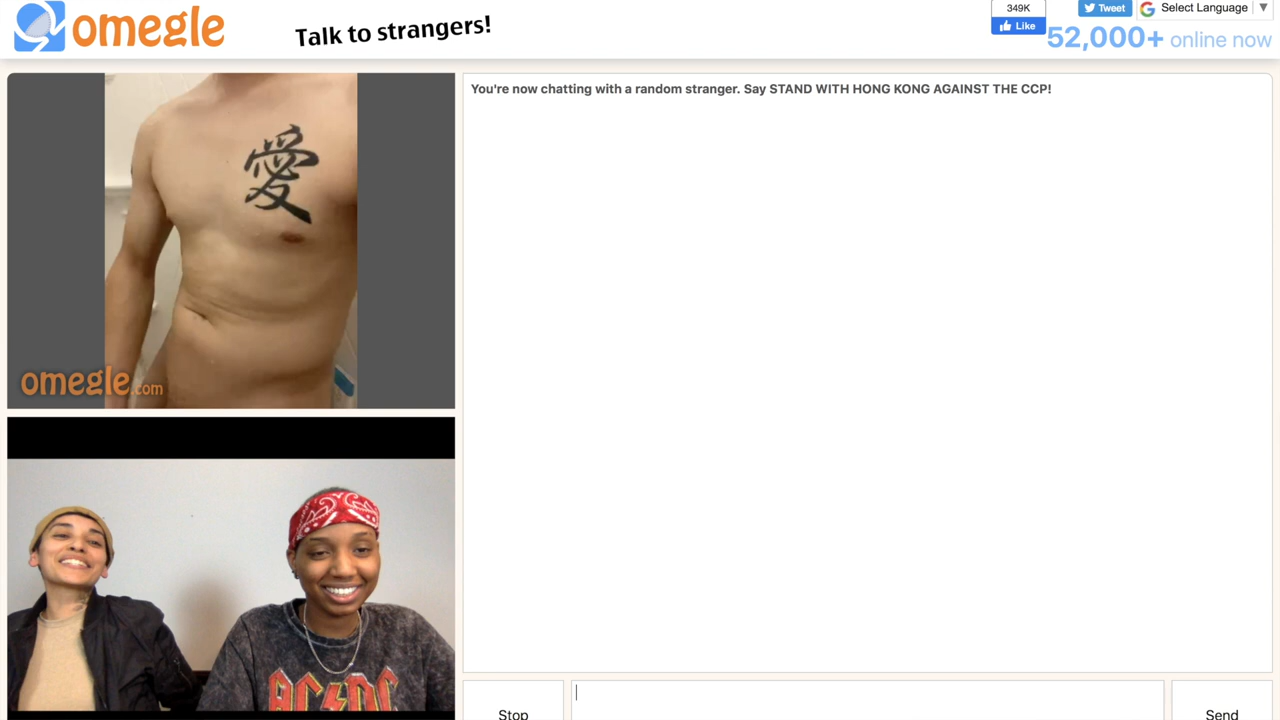 omegle
Talk to strangers!
349K
Like
Tweet
Select Language
52,000+ online now
愛
omegle.com
You're now chatting with a random stranger. Say STAND WITH HONG KONG AGAINST THE CCP!
AC DC
Stop
Send